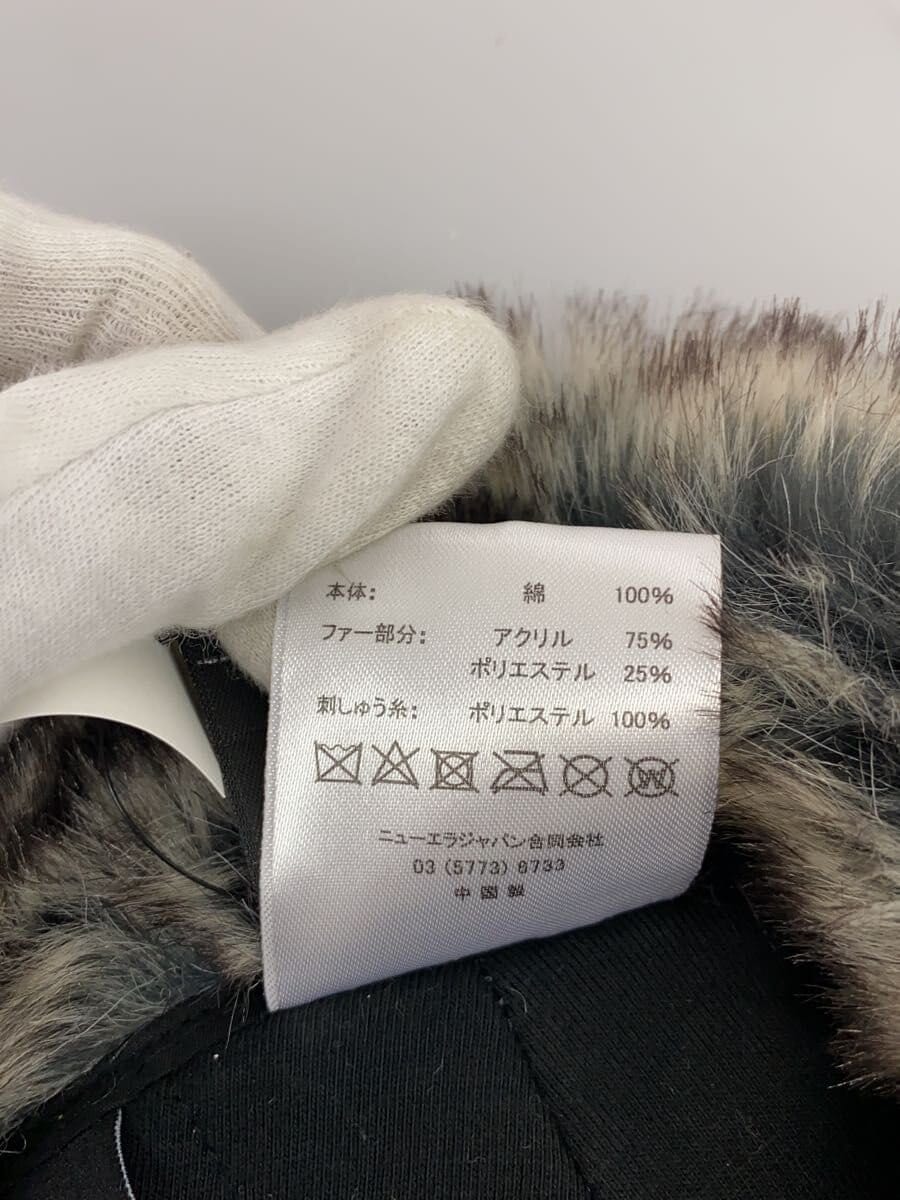 本体: 綿 100%
ファー部分: アクリル 75%
ポリエステル 25%
刺しゅう糸: ポリエステル 100%
ニューエラジャパン合同会社
03 (5773) 6733
中国製